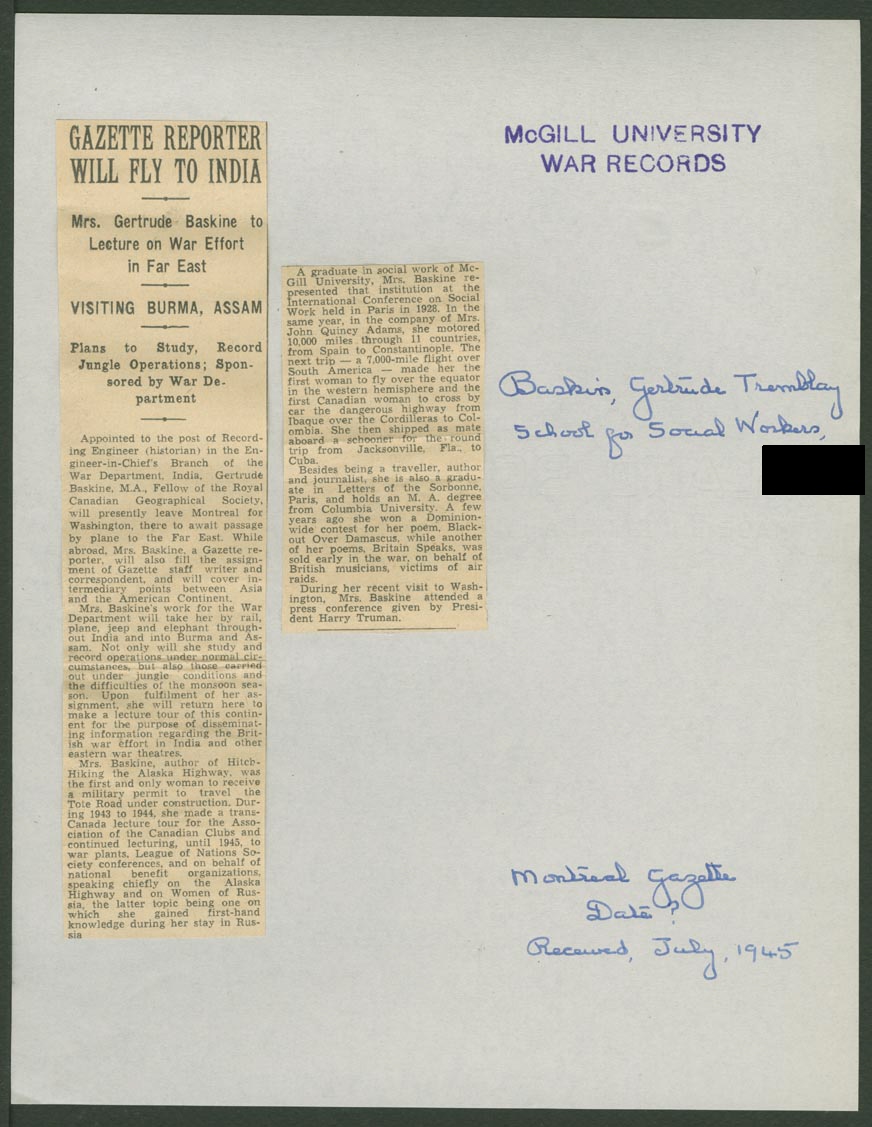 GAZETTE REPORTER
WILL FLY TO INDIA
Mrs. Gertrude Baskine to
Lecture on War Effort
in Far East
VISITING BURMA, ASSAM
Plans to Study, Record
Jungle Operations; Spon-
sored by War De-
partment
Appointed to the post of Record-
ing Engineer (historian) in the En-
gineer-in-Chief's Branch of the
War Department, India, Gertrude
Baskine, M.A., Fellow of the Royal
Canadian Geographical Society,
will presently leave Montreal for
Washington, there to await passage
by plane to the Far East. While
abroad, Mrs. Baskine, a Gazette re-
porter, will also fill the assign-
ment of Gazette staff writer and
correspondent, and will cover in-
termediary points between Asia
and the American Continent.
Mrs. Baskine's work for the War
Department will take her by rail,
plane, jeep and elephant through-
out India and into Burma and As-
sam. Not only will she study and
record operations under normal cir-
cumstances, but also those carried
out under jungle conditions and
the difficulties of the monsoon sea-
son. Upon fulfilment of her as-
signment, she will return here to
make a lecture tour of this contin-
ent for the purpose of disseminat-
ing information regarding the Brit-
ish war effort in India and other
eastern war theatres.
Mrs. Baskine, author of Hitch-
Hiking the Alaska Highway, was
the first and only woman to receive
a military permit to travel the
Tote Road under construction. Dur-
ing 1943 to 1944, she made a trans-
Canada lecture tour for the Asso-
ciation of the Canadian Clubs and
continued lecturing, until 1945, to
war plants, League of Nations So-
ciety conferences, and on behalf of
national benefit organizations,
speaking chiefly on the Alaska
Highway and on Women of Rus-
sia, the latter topic being one on
which she gained first-hand
knowledge during her stay in Rus-
sia
A graduate in social work of Mc-
Gill University, Mrs. Baskine re-
presented that institution at the
International Conference on Social
Work held in Paris in 1928. In the
same year, in the company of Mrs.
John Quincy Adams, she motored
10,000 miles through 11 countries,
from Spain to Constantinople. The
next trip — a 7,000-mile flight over
South America — made her the
first woman to fly over the equator
in the western hemisphere and the
first Canadian woman to cross by
car the dangerous highway from
Ibaque over the Cordilleras to Col-
ombia. She then shipped as mate
aboard a schooner for the round
trip from Jacksonville, Fla., to
Cuba.
Besides being a traveller, author
and journalist, she is also a gradu-
ate in Letters of the Sorbonne,
Paris, and holds an M. A. degree
from Columbia University. A few
years ago she won a Dominion-
wide contest for her poem, Black-
out Over Damascus, while another
of her poems, Britain Speaks, was
sold early in the war, on behalf of
British musicians, victims of air
raids.
During her recent visit to Wash-
ington, Mrs. Baskine attended a
press conference given by Presi-
dent Harry Truman.
McGILL UNIVERSITY
WAR RECORDS
Baskin, Gertrude Tremblay
School for Social Workers,
Montreal Gazette
Date ?
Received, July, 1945